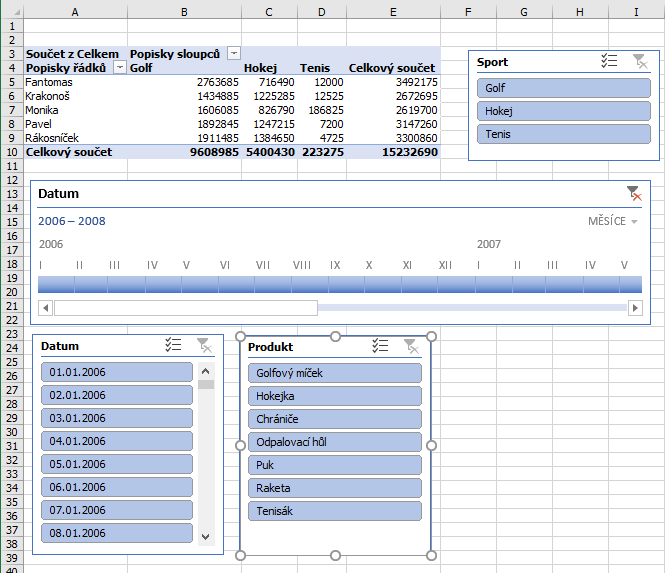 A B C D E F G H I
1
2
3 Součet z Celkem Popisky sloupců
4 Popisky řádků Golf Hokej Tenis Celkový součet
5 Fantomas 2763685 716490 12000 3492175
6 Krakonoš 1434885 1225285 12525 2672695
7 Monika 1606085 826790 186825 2619700
8 Pavel 1892845 1247215 7200 3147260
9 Rákosníček 1911485 1384650 4725 3300860
10 Celkový součet 9608985 5400430 223275 15232690
Sport
Golf
Hokej
Tenis
11
12
13
14
15
16
17
18
19
20
21
22
Datum
2006 – 2008 MĚSÍCE
2006 2007
I II III IV V VI VII VIII IX X XI XII I II III IV V
23
24
25
26
27
28
29
30
31
32
33
34
35
36
37
38
39
40
Datum
01.01.2006
02.01.2006
03.01.2006
04.01.2006
05.01.2006
06.01.2006
07.01.2006
08.01.2006
Produkt
Golfový míček
Hokejka
Chrániče
Odpalovací hůl
Puk
Raketa
Tenisák